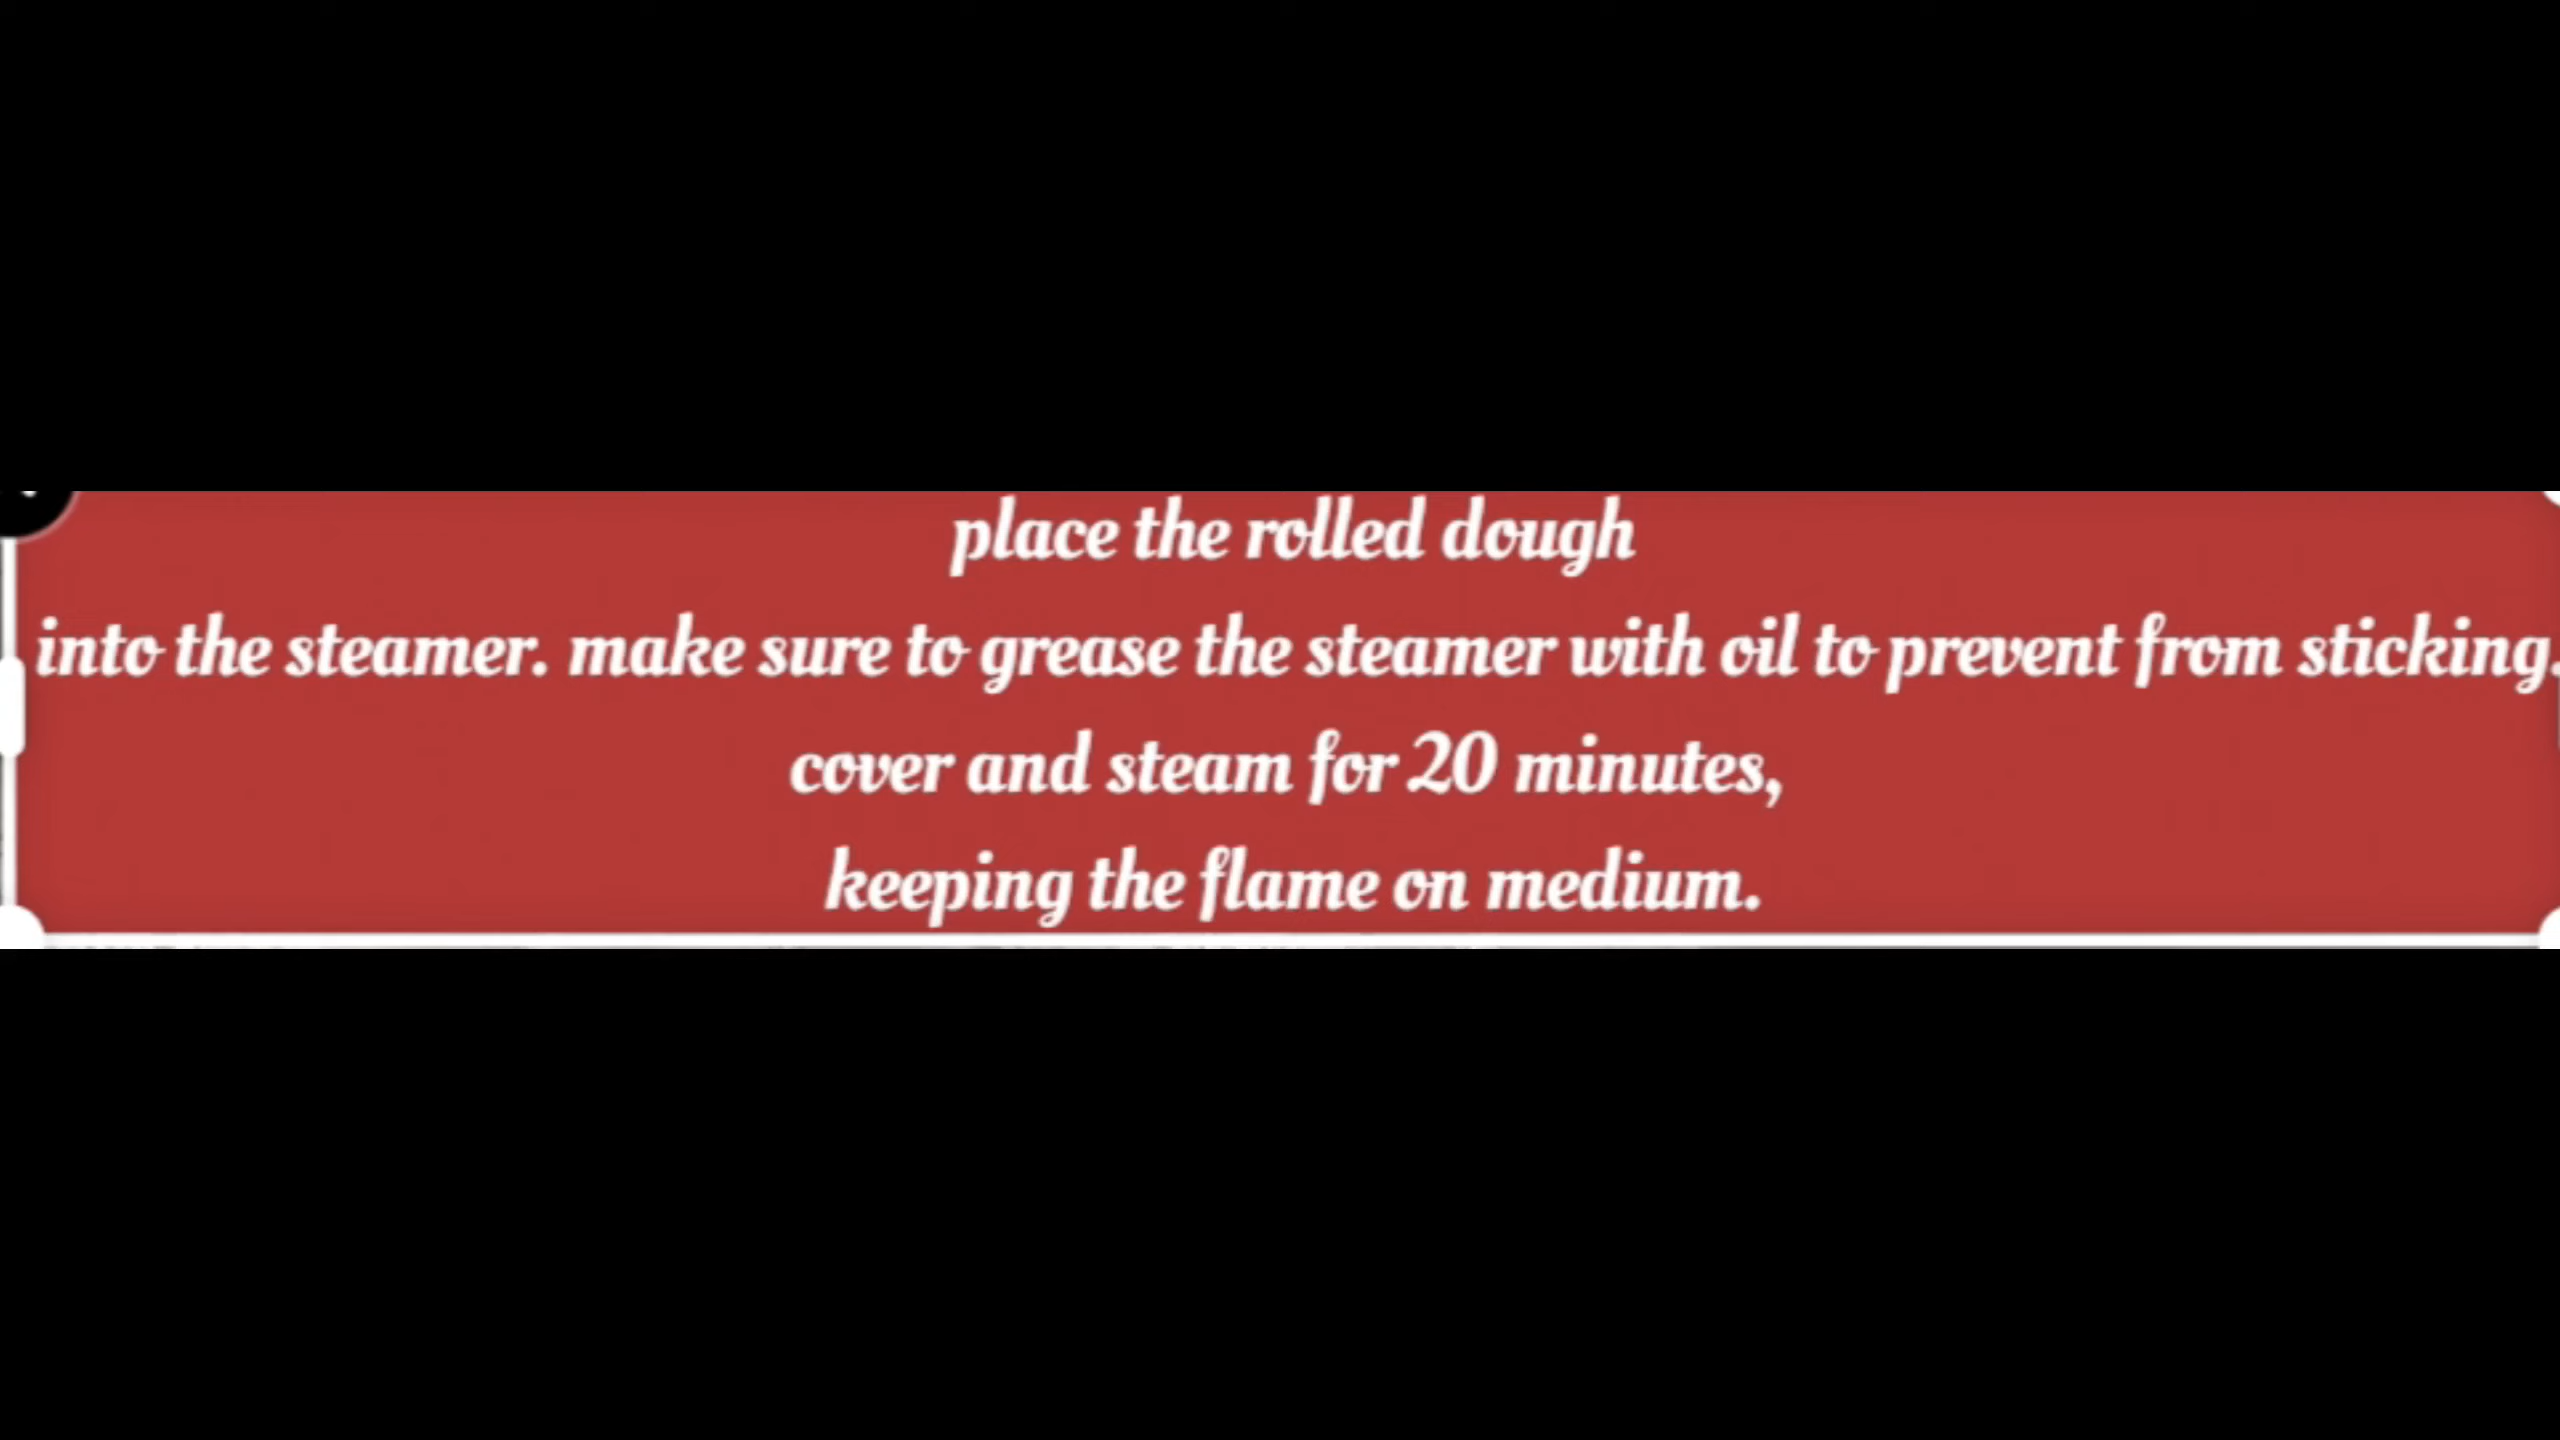 place the rolled dough
into the steamer. make sure to grease the steamer with oil to prevent from sticking.
cover and steam for 20 minutes,
keeping the flame on medium.